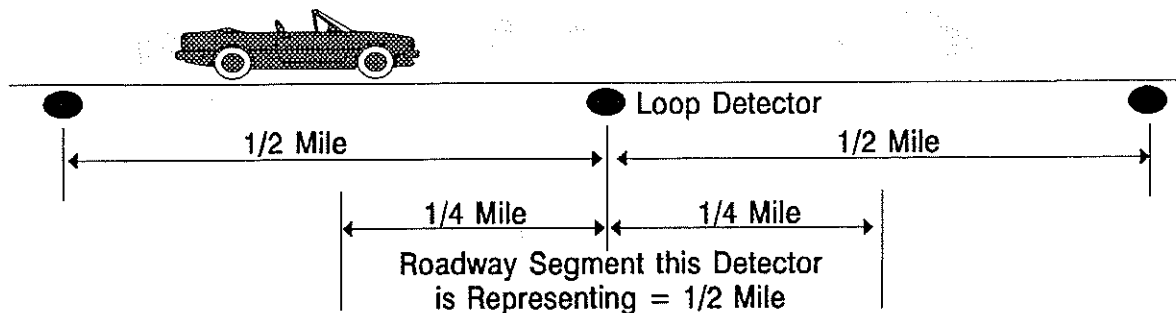 Loop Detector
1/2 Mile
1/2 Mile
1/4 Mile
1/4 Mile
Roadway Segment this Detector
is Representing = 1/2 Mile